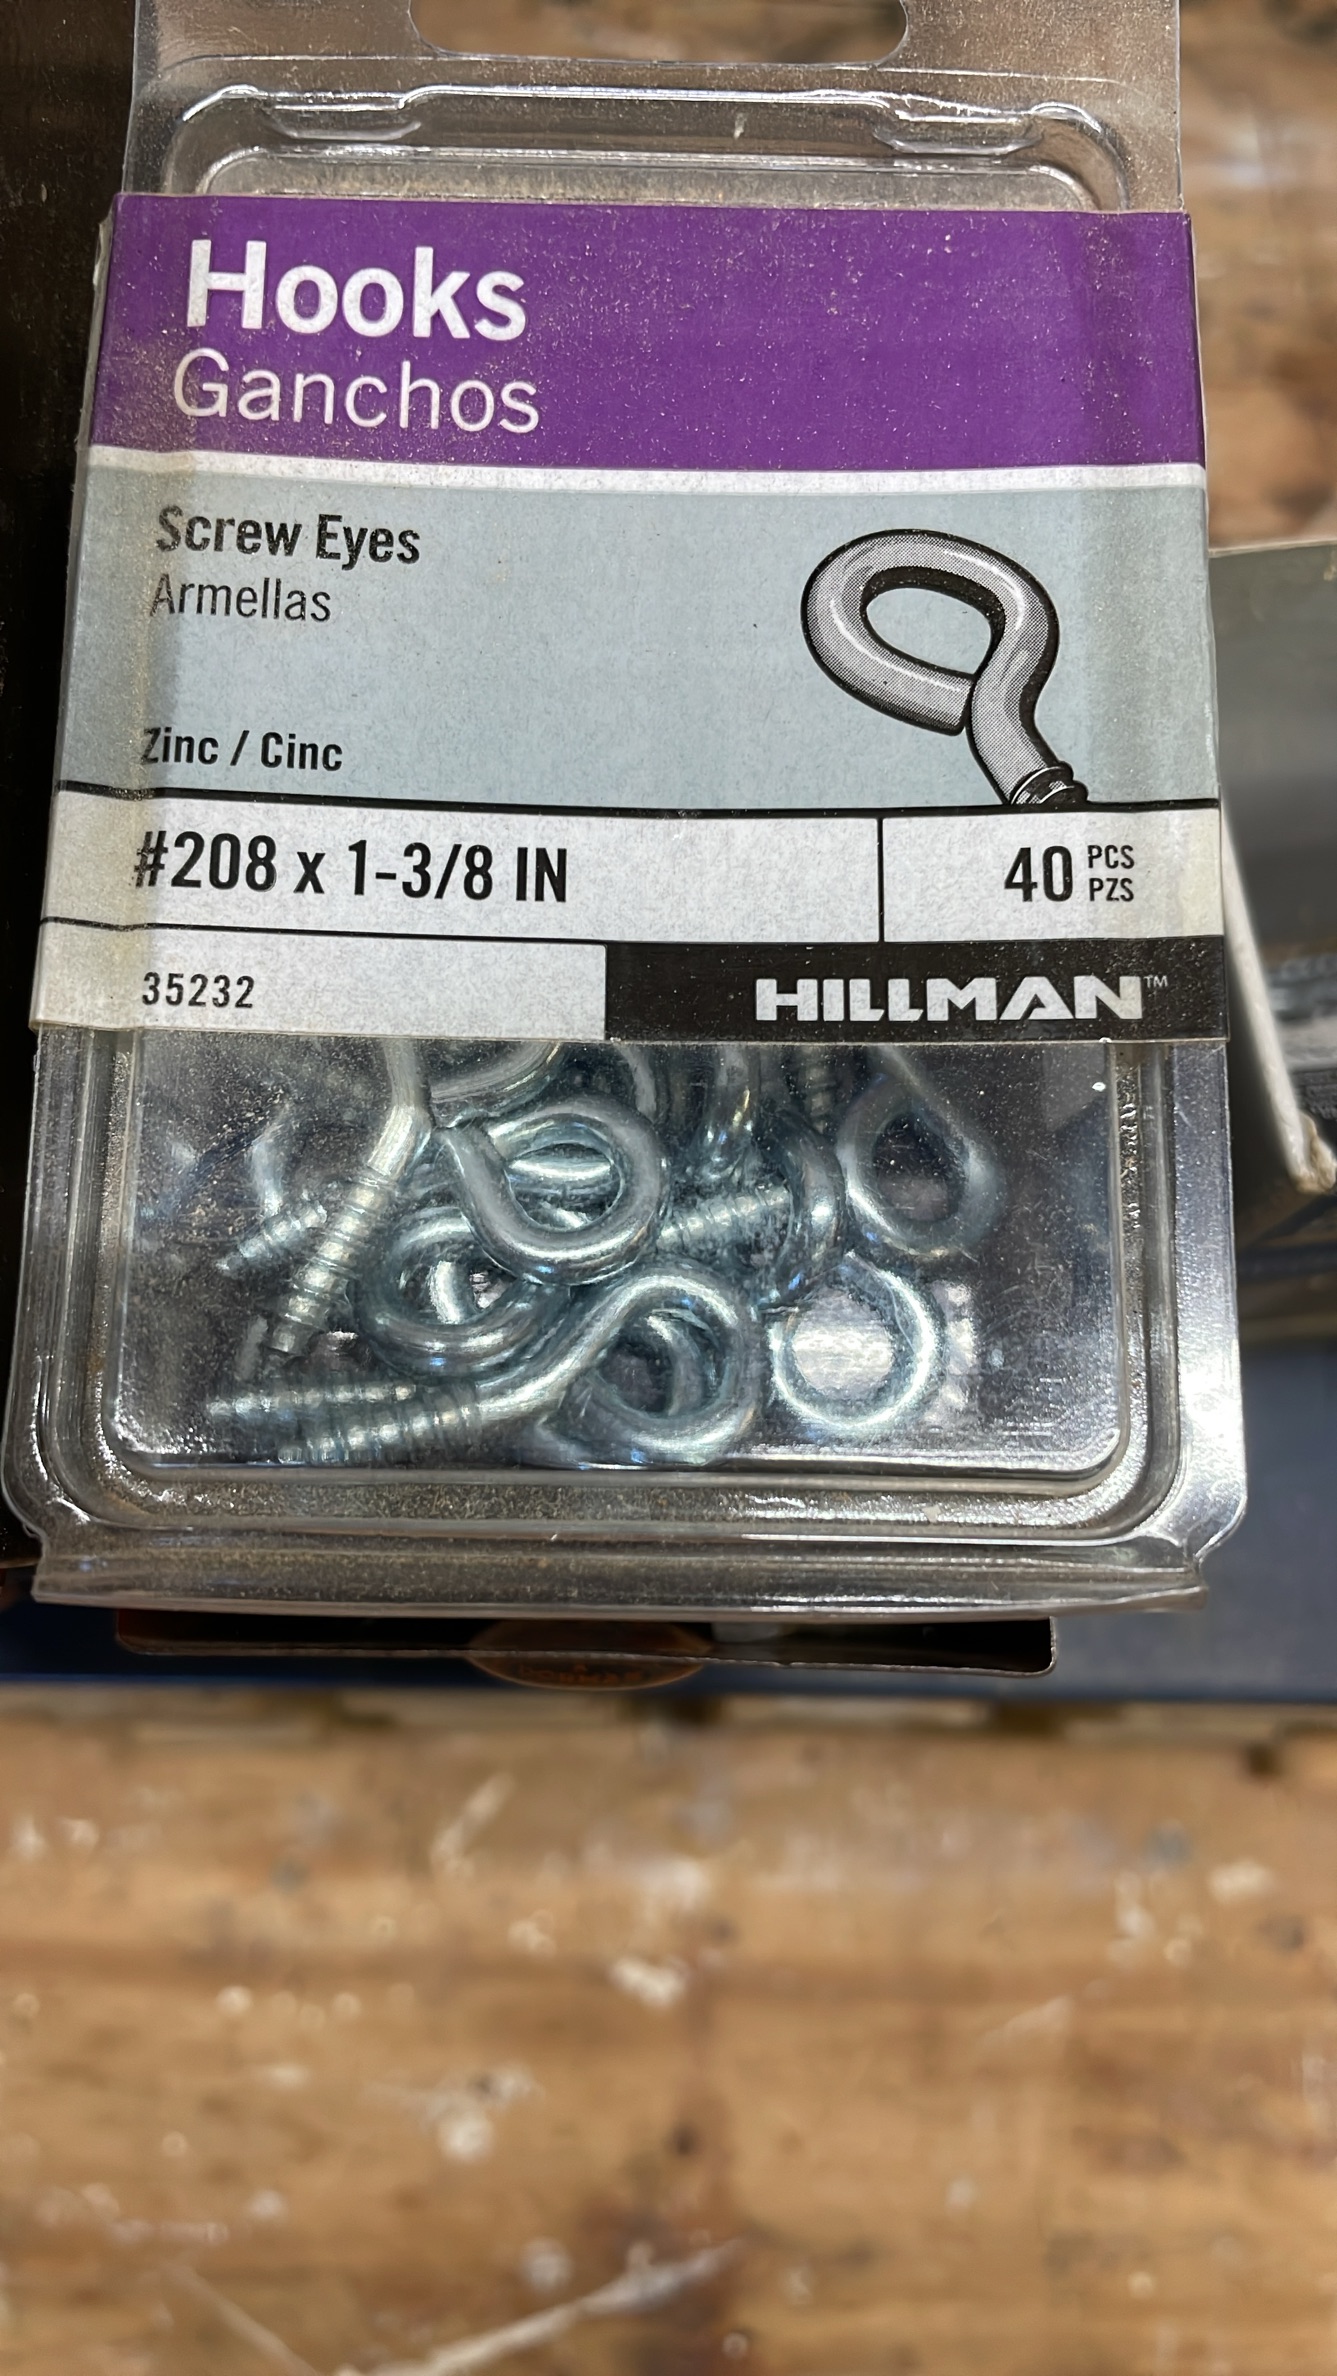 Hooks
Ganchos
Screw Eyes
Armellas
Zinc / Cinc
#208 x 1-3/8 IN
40 PCS
PZS
35232
HILLMAN™